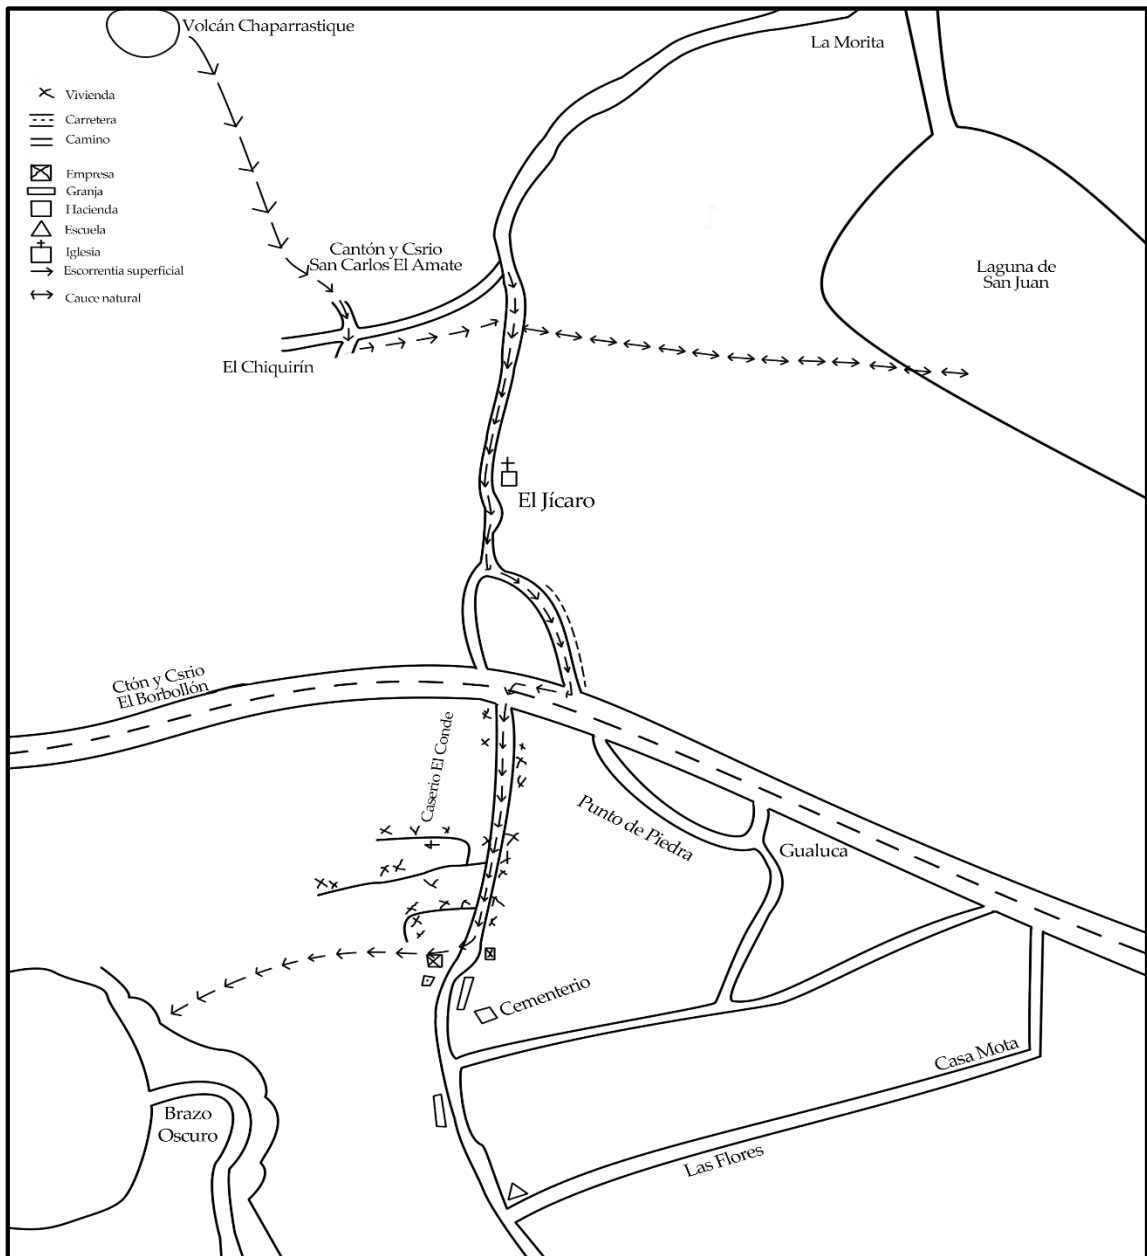 Volcán Chaparrastique
La Morita
Vivienda
Carretera
Camino
Empresa
Granja
Hacienda
Escuela
Iglesia
Escorrentia superficial
Cauce natural
Cantón y Csrio
San Carlos El Amate
Laguna de
San Juan
El Chiquirín
El Jícaro
Ctón y Csrio
El Borbollón
Caserio El Conde
Punto de Piedra
Gualuca
Cementerio
Casa Mota
Brazo
Oscuro
Las Flores